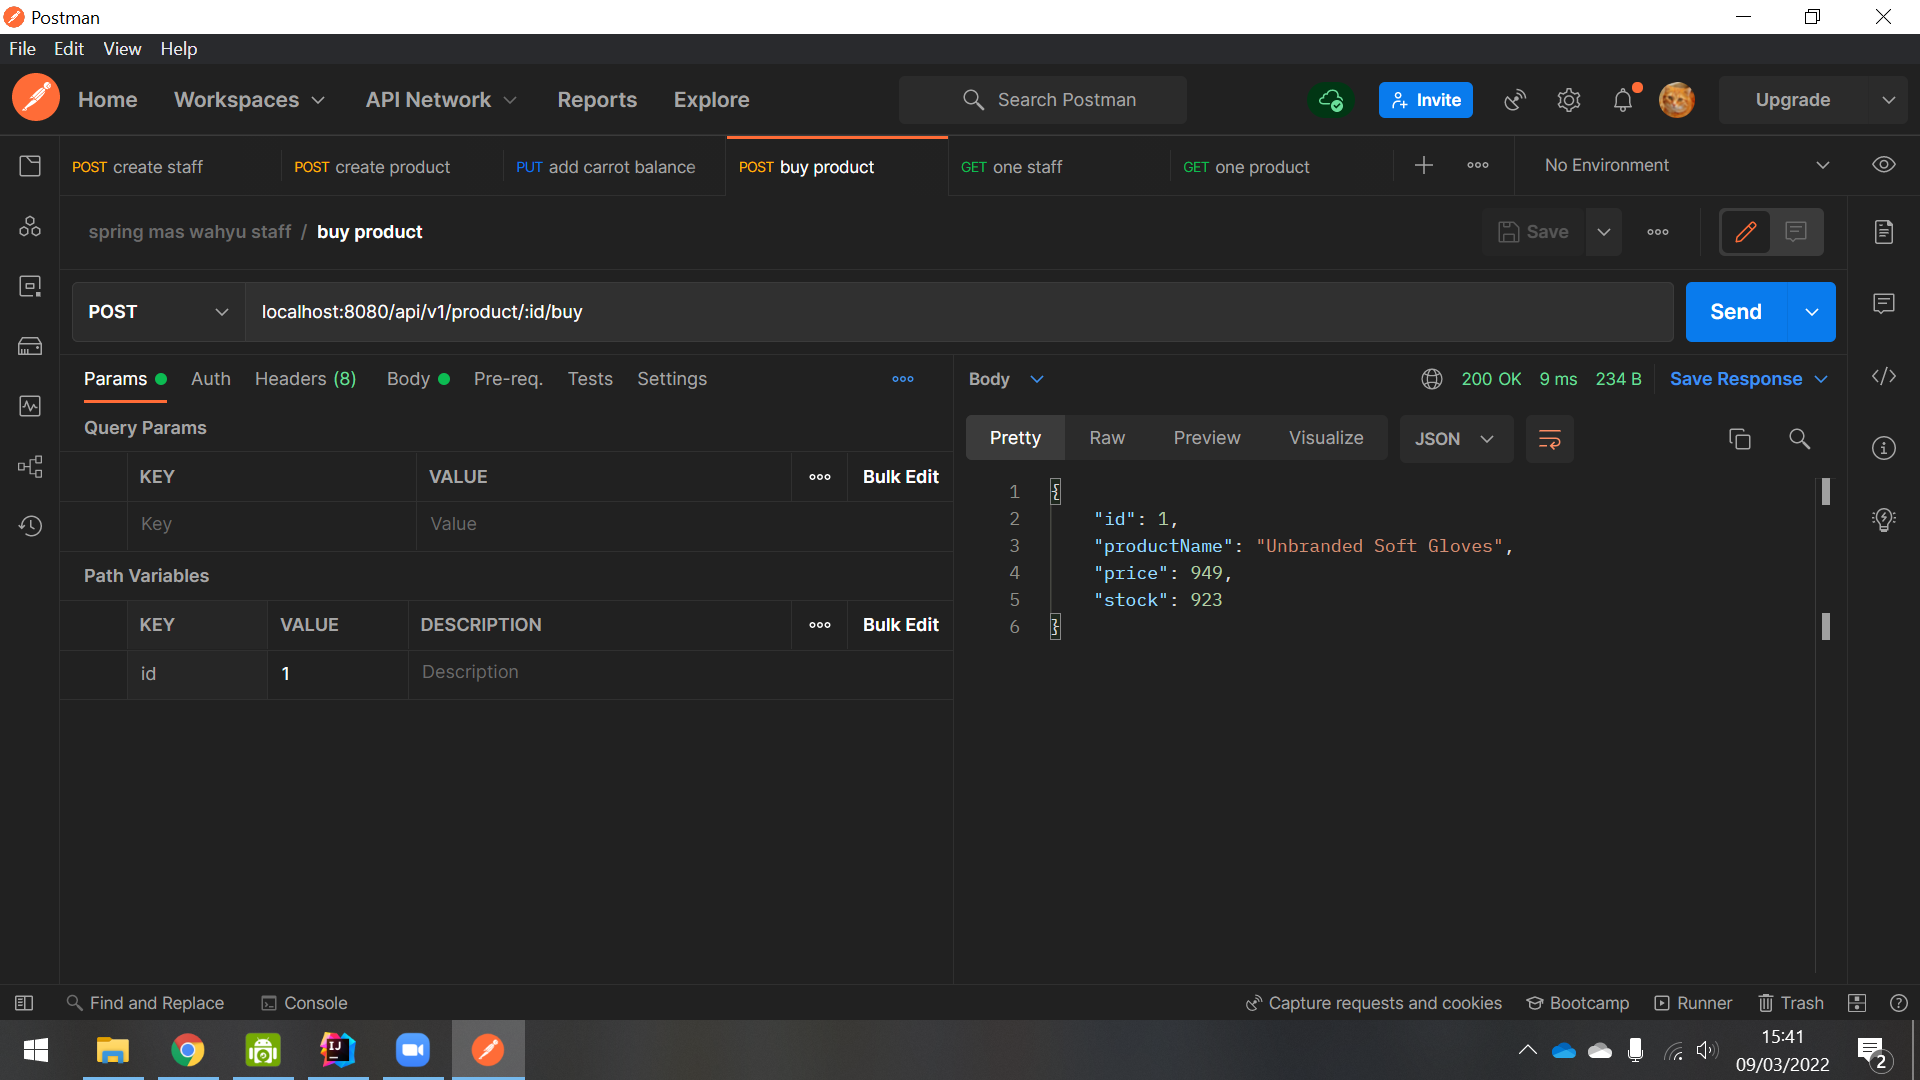 Postman
File Edit View Help
Home Workspaces API Network Reports Explore Search Postman Invite Upgrade
POST create staff POST create product PUT add carrot balance POST buy product GET one staff GET one product No Environment
spring mas wahyu staff / buy product Save
POST localhost:8080/api/v1/product/:id/buy Send
Params Auth Headers (8) Body Pre-req. Tests Settings
Query Params
KEY VALUE Bulk Edit
Key Value
Path Variables
KEY VALUE DESCRIPTION Bulk Edit
id 1 Description
Body 200 OK 9 ms 234 B Save Response
Pretty Raw Preview Visualize JSON
1 {
2 "id": 1,
3 "productName": "Unbranded Soft Gloves",
4 "price": 949,
5 "stock": 923
6 }
Find and Replace Console Capture requests and cookies Bootcamp Runner Trash
IJ
15:41
09/03/2022
2